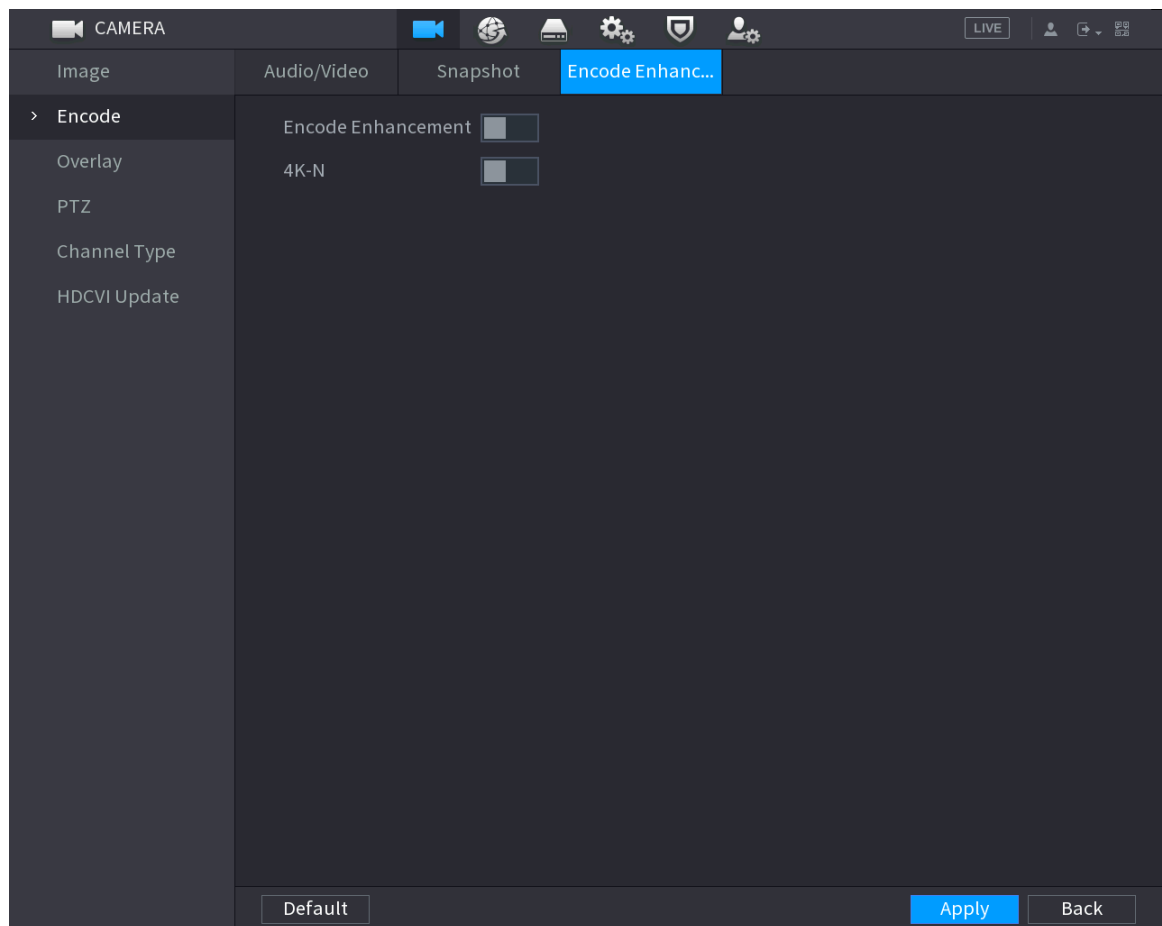 CAMERA
LIVE
Image
Audio/Video
Snapshot
Encode Enhanc...
> Encode
Encode Enhancement
Overlay
4K-N
PTZ
Channel Type
HDCVI Update
Default
Apply
Back